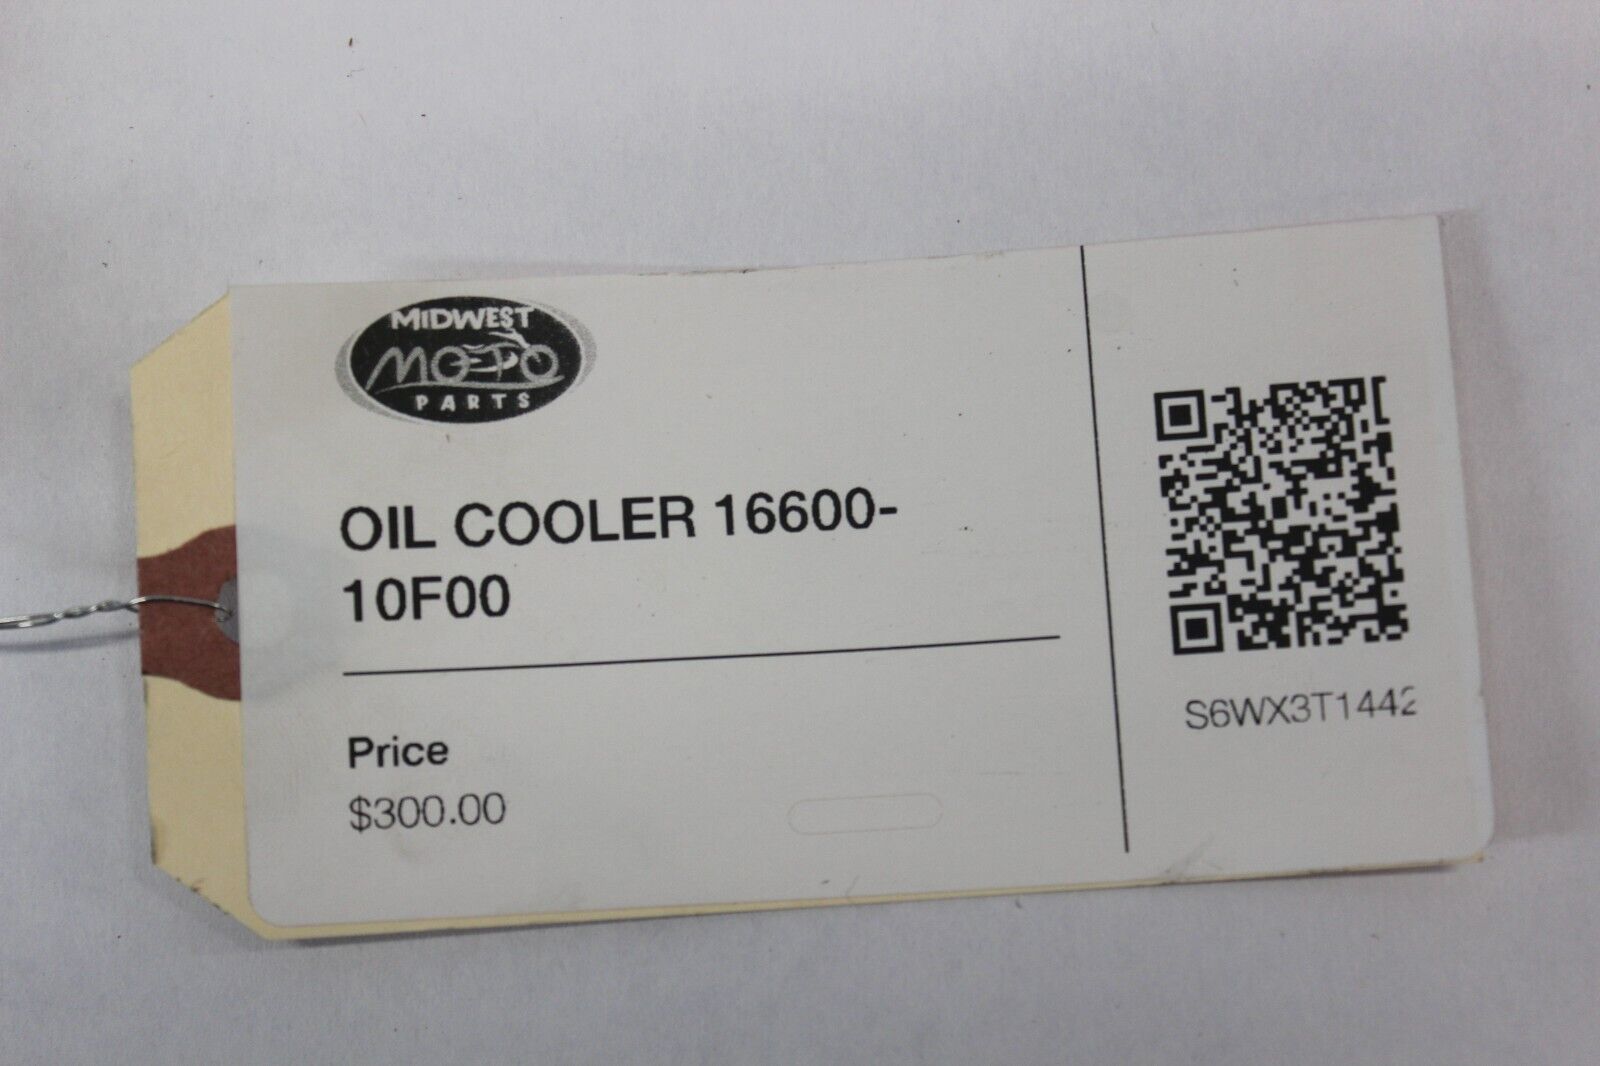 MIDWEST
MOTO
PARTS
OIL COOLER 16600-
10F00
Price
$300.00
S6WX3T1442